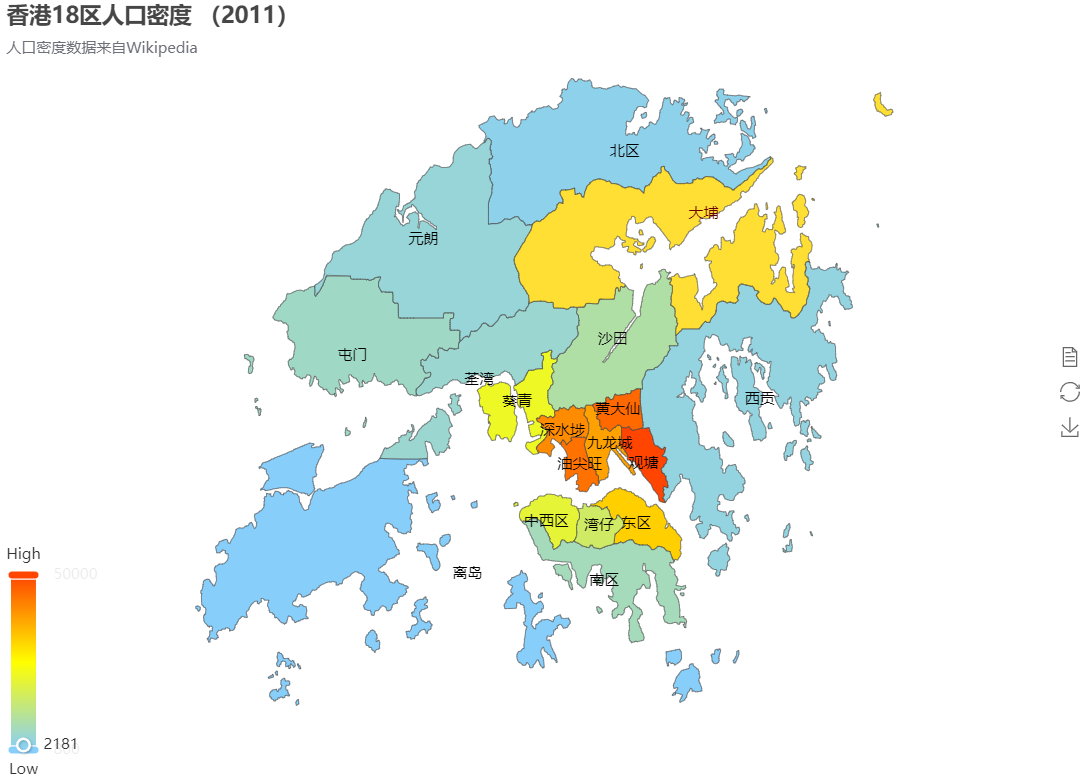 香港18区人口密度 （2011）
人口密度数据来自Wikipedia
北区
大埔
元朗
沙田
屯门
荃湾
葵青
西贡
黄大仙
深水埗
九龙城
油尖旺
观塘
中西区
湾仔
东区
离岛
南区
High
50000
2181
Low